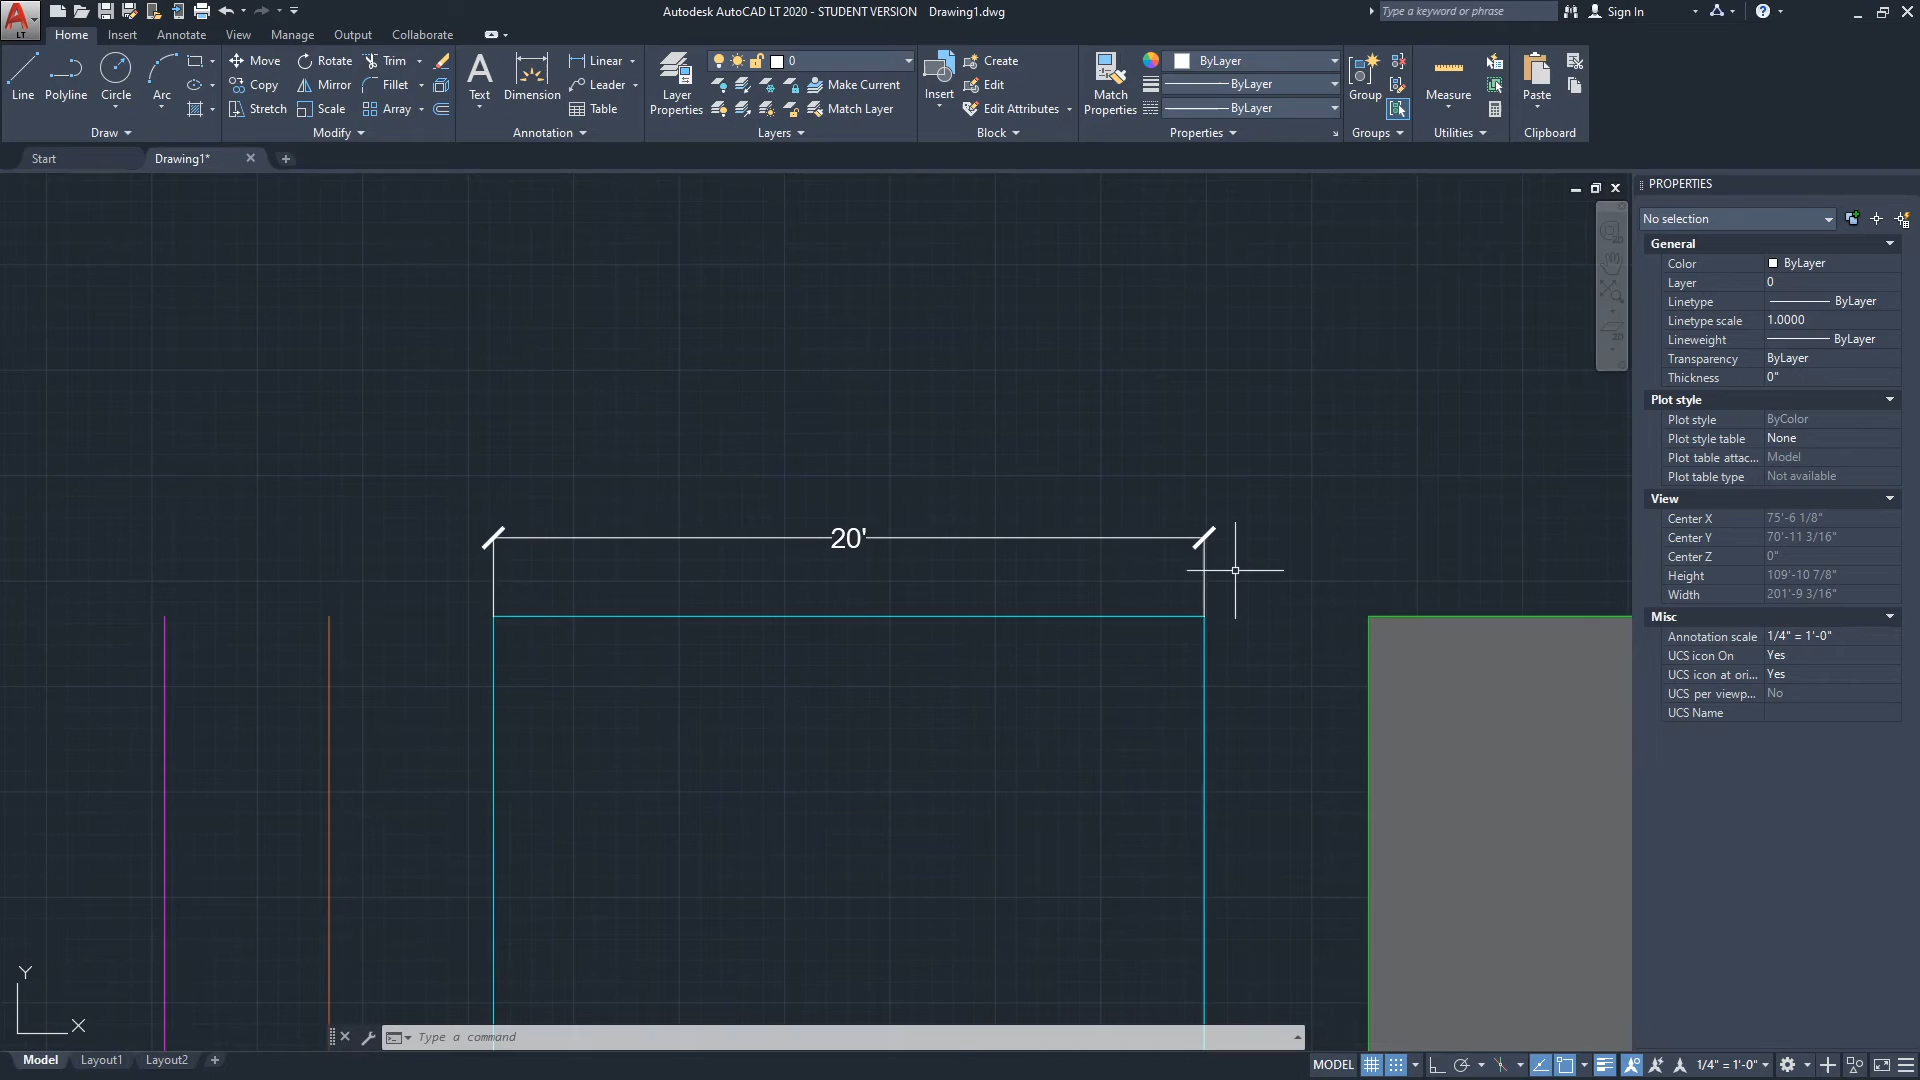 Autodesk AutoCAD LT 2020 - STUDENT VERSION Drawing1.dwg
Type a keyword or phrase
Sign In
LT
Home Insert Annotate View Manage Output Collaborate
Line Polyline Circle Arc
Move Rotate Trim
Copy Mirror Fillet
Stretch Scale Array
Text Dimension
Linear
Leader
Table
Layer Properties
0
Make Current
Match Layer
Insert
Create
Edit
Edit Attributes
Match Properties
ByLayer
ByLayer
ByLayer
Group
Measure
Paste
Draw Modify Annotation Layers Block Properties Groups Utilities Clipboard
Start Drawing1*
PROPERTIES
No selection
General
Color ByLayer
Layer 0
Linetype ByLayer
Linetype scale 1.0000
Lineweight ByLayer
Transparency ByLayer
Thickness 0"
Plot style
Plot style ByColor
Plot style table None
Plot table attac... Model
Plot table type Not available
View
Center X 75'-6 1/8"
Center Y 70'-11 3/16"
Center Z 0"
Height 109'-10 7/8"
Width 201'-9 3/16"
Misc
Annotation scale 1/4" = 1'-0"
UCS icon On Yes
UCS icon at ori... Yes
UCS per viewp... No
UCS Name
20'
Y
X
Type a command
Model Layout1 Layout2
MODEL 1/4" = 1'-0"